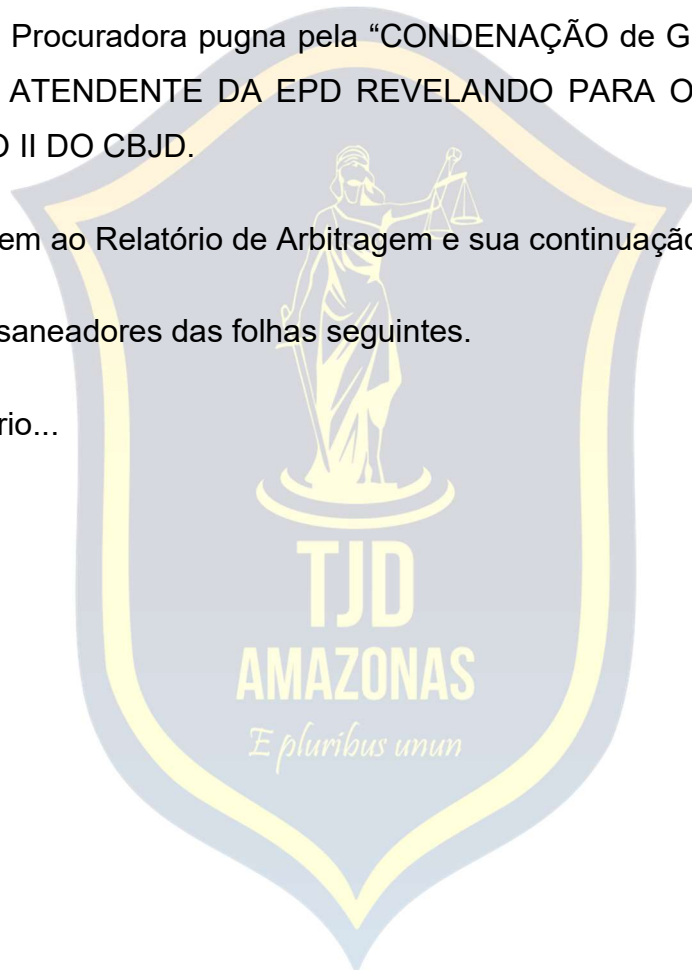 Procuradora pugna pela “CONDENAÇÃO de G
ATENDENTE DA EPD REVELANDO PARA O
O II DO CBJD.
em ao Relatório de Arbitragem e sua continuação
saneadores das folhas seguintes.
rio...
TJD
AMAZONAS
E pluribus unun